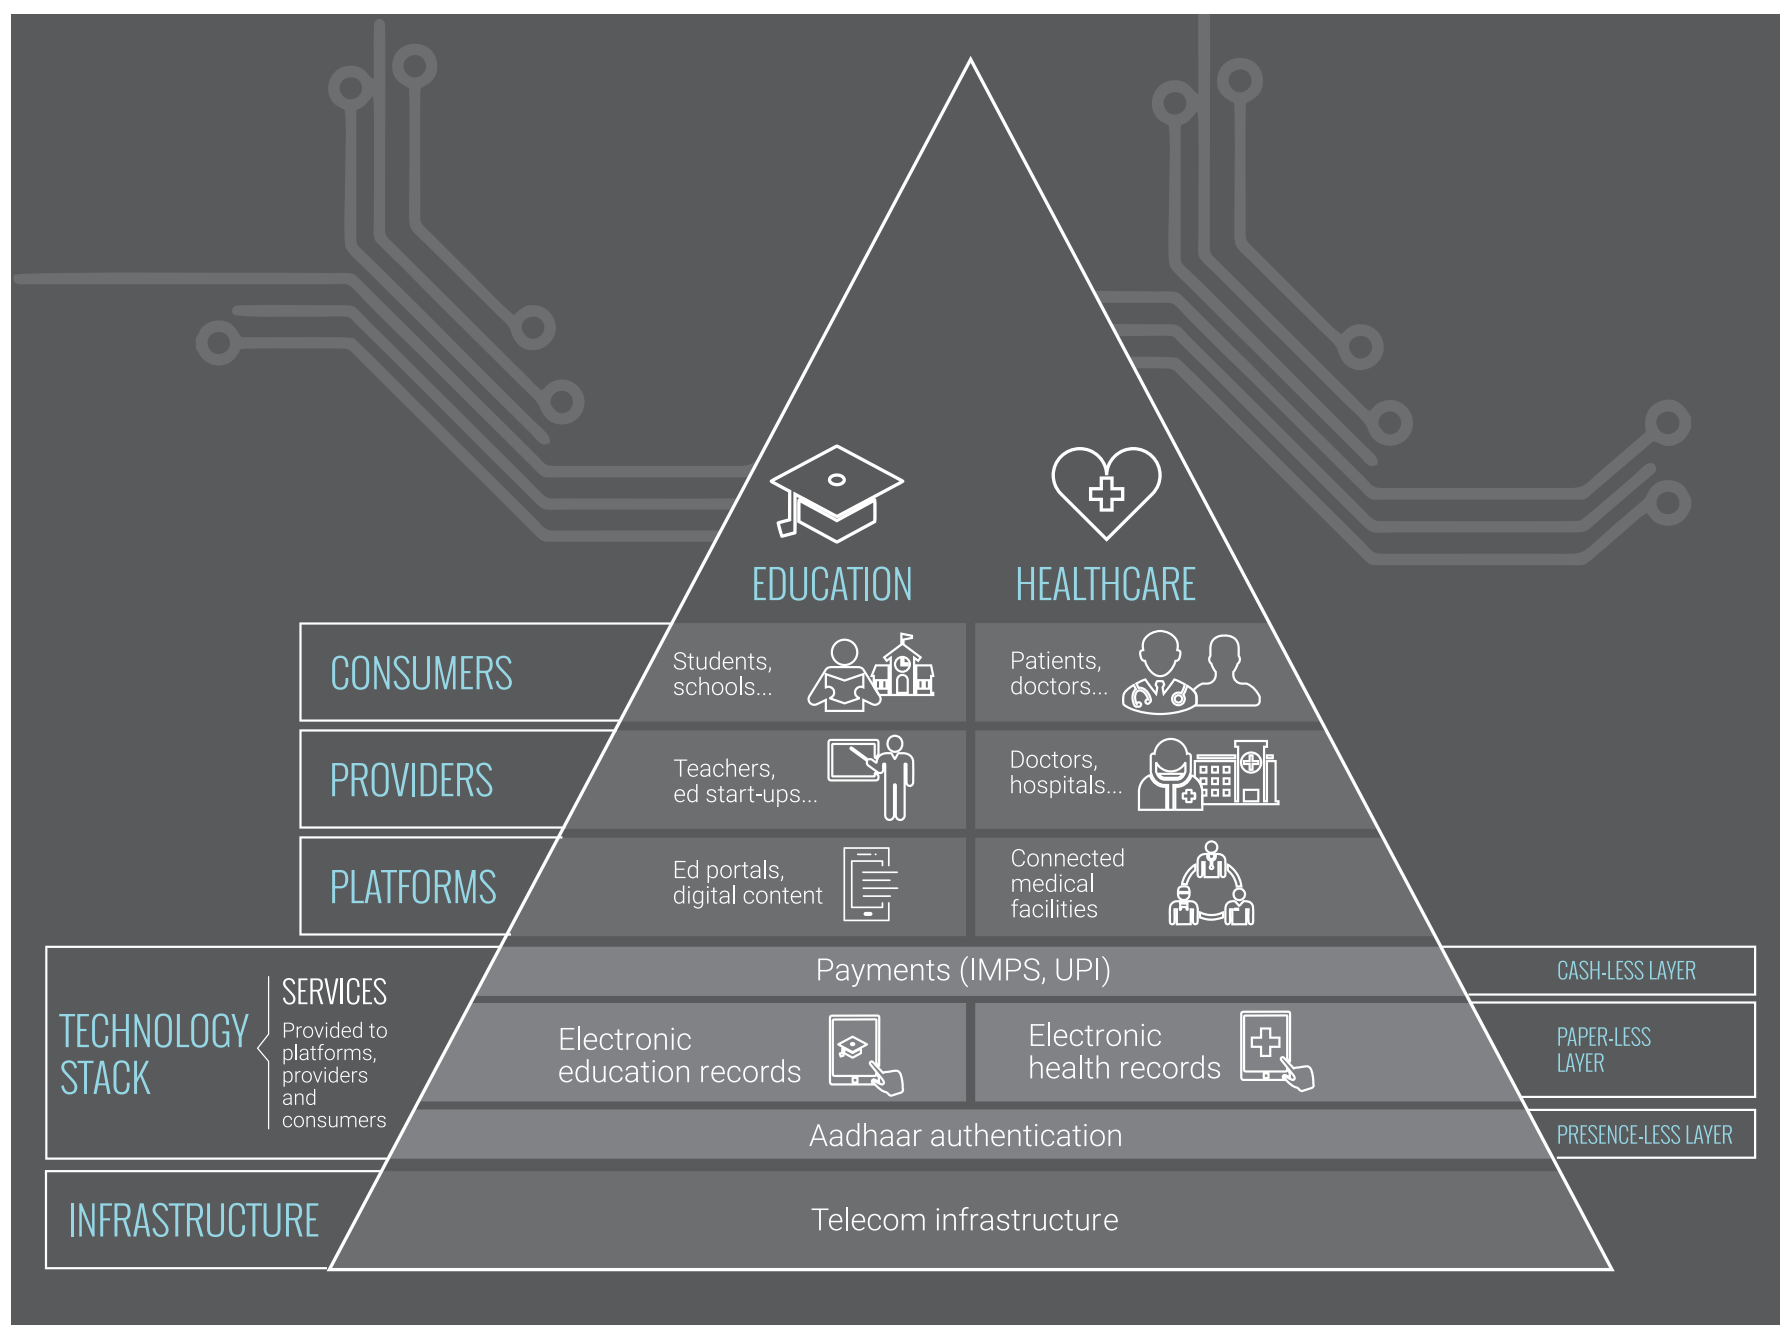 EDUCATION
HEALTHCARE
CONSUMERS
Students,
schools...
Patients,
doctors...
PROVIDERS
Teachers,
ed start-ups...
Doctors,
hospitals...
PLATFORMS
Ed portals,
digital content
Connected
medical
facilities
TECHNOLOGY
STACK
SERVICES
Provided to
platforms,
providers
and
consumers
Payments (IMPS, UPI)
CASH-LESS LAYER
Electronic
education records
Electronic
health records
PAPER-LESS
LAYER
Aadhaar authentication
PRESENCE-LESS LAYER
INFRASTRUCTURE
Telecom infrastructure